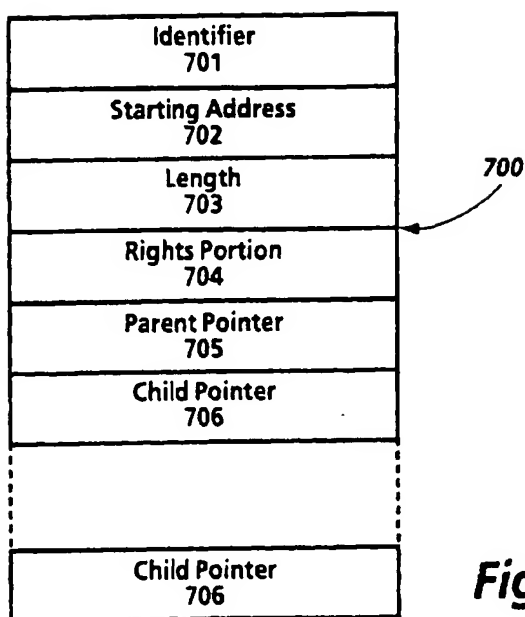 Identifier
701
Starting Address
702
Length
703
700
Rights Portion
704
Parent Pointer
705
Child Pointer
706
Child Pointer
706
Fig